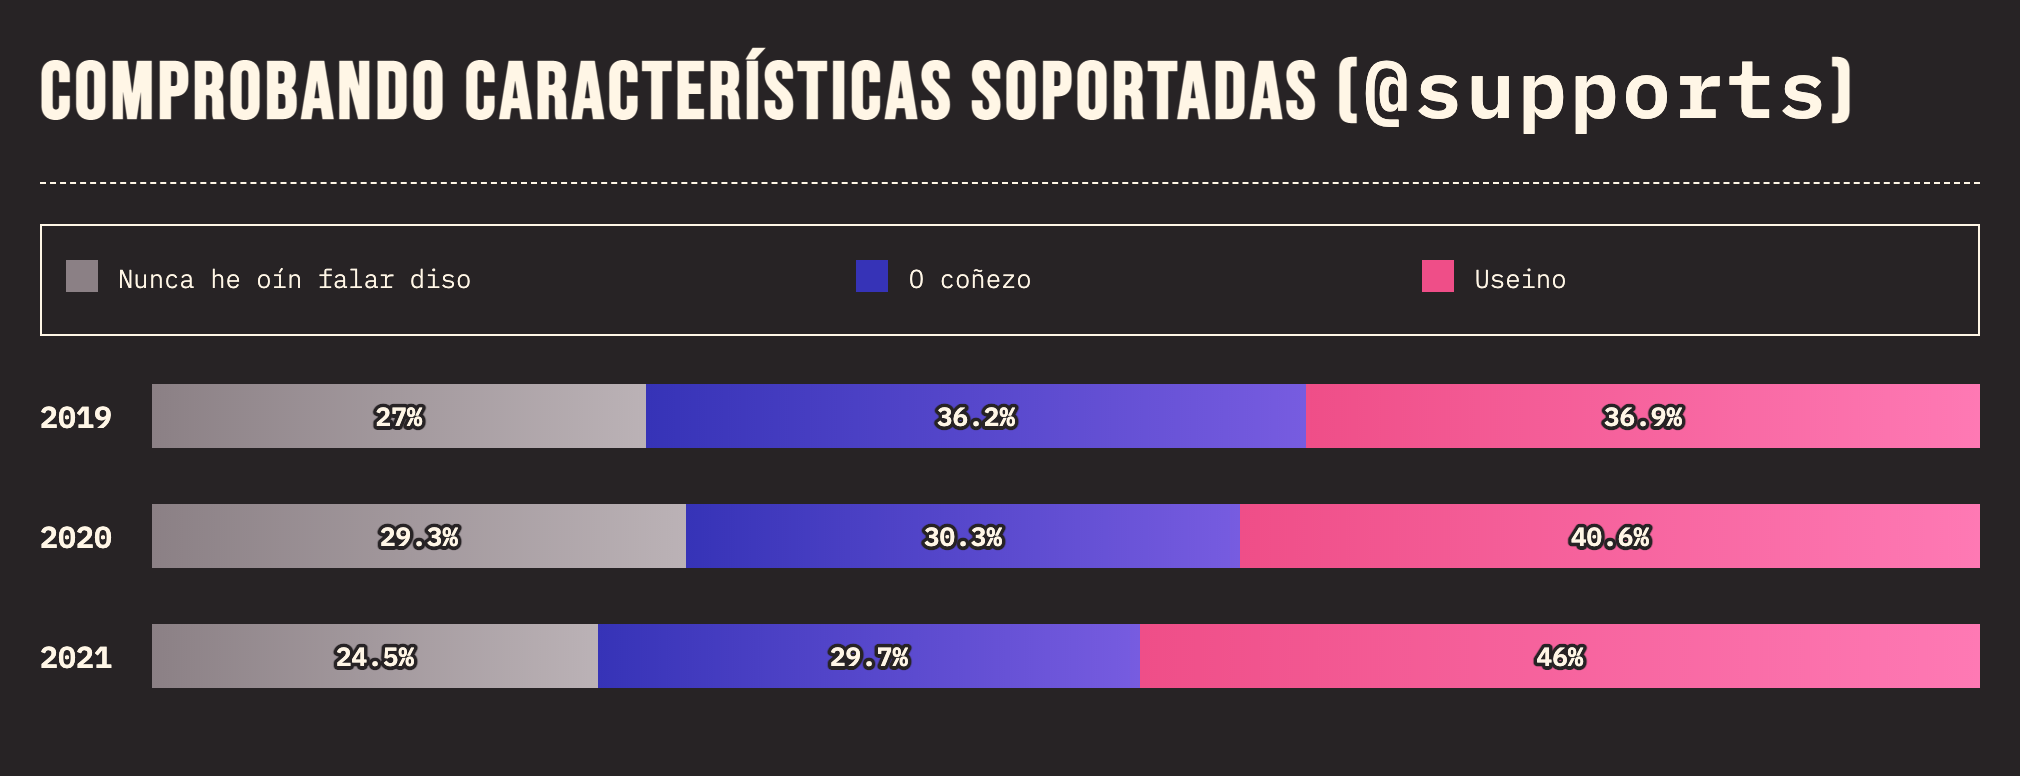 COMPROBANDO CARACTERÍSTICAS SOPORTADAS (@supports)
Nunca he oín falar diso O coñezo Useino
2019 27% 36.2% 36.9%
2020 29.3% 30.3% 40.6%
2021 24.5% 29.7% 46%